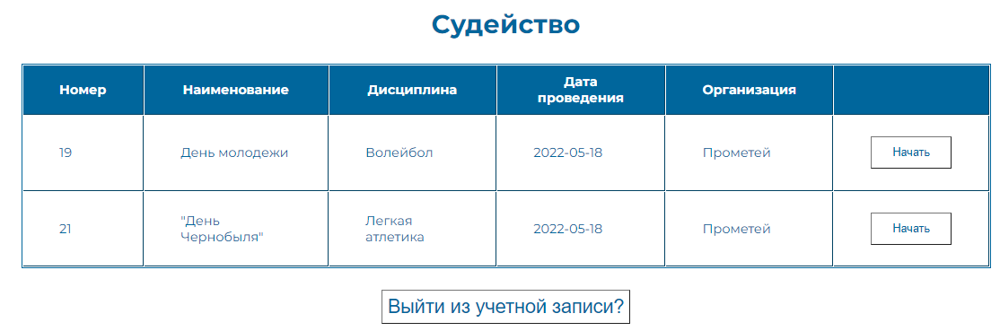 Судейство
Номер Наименование Дисциплина Дата проведения Организация
19 День молодежи Волейбол 2022-05-18 Прометей Начать
21 "День Чернобыля" Легкая атлетика 2022-05-18 Прометей Начать
Выйти из учетной записи?